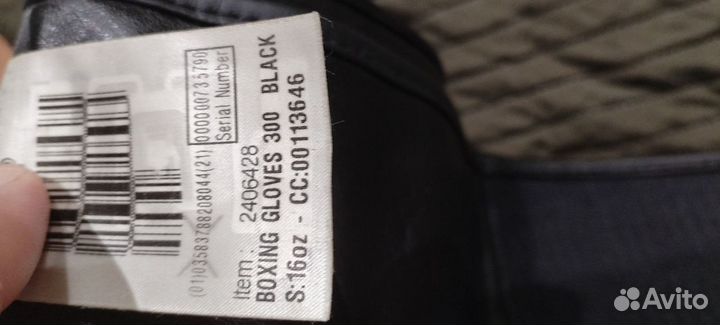 (01)03583788208044(21)
000000735790
Serial Number
Item : 2406428
BOXING GLOVES 300 BLACK
S:16oz - CC:00113646
Avito